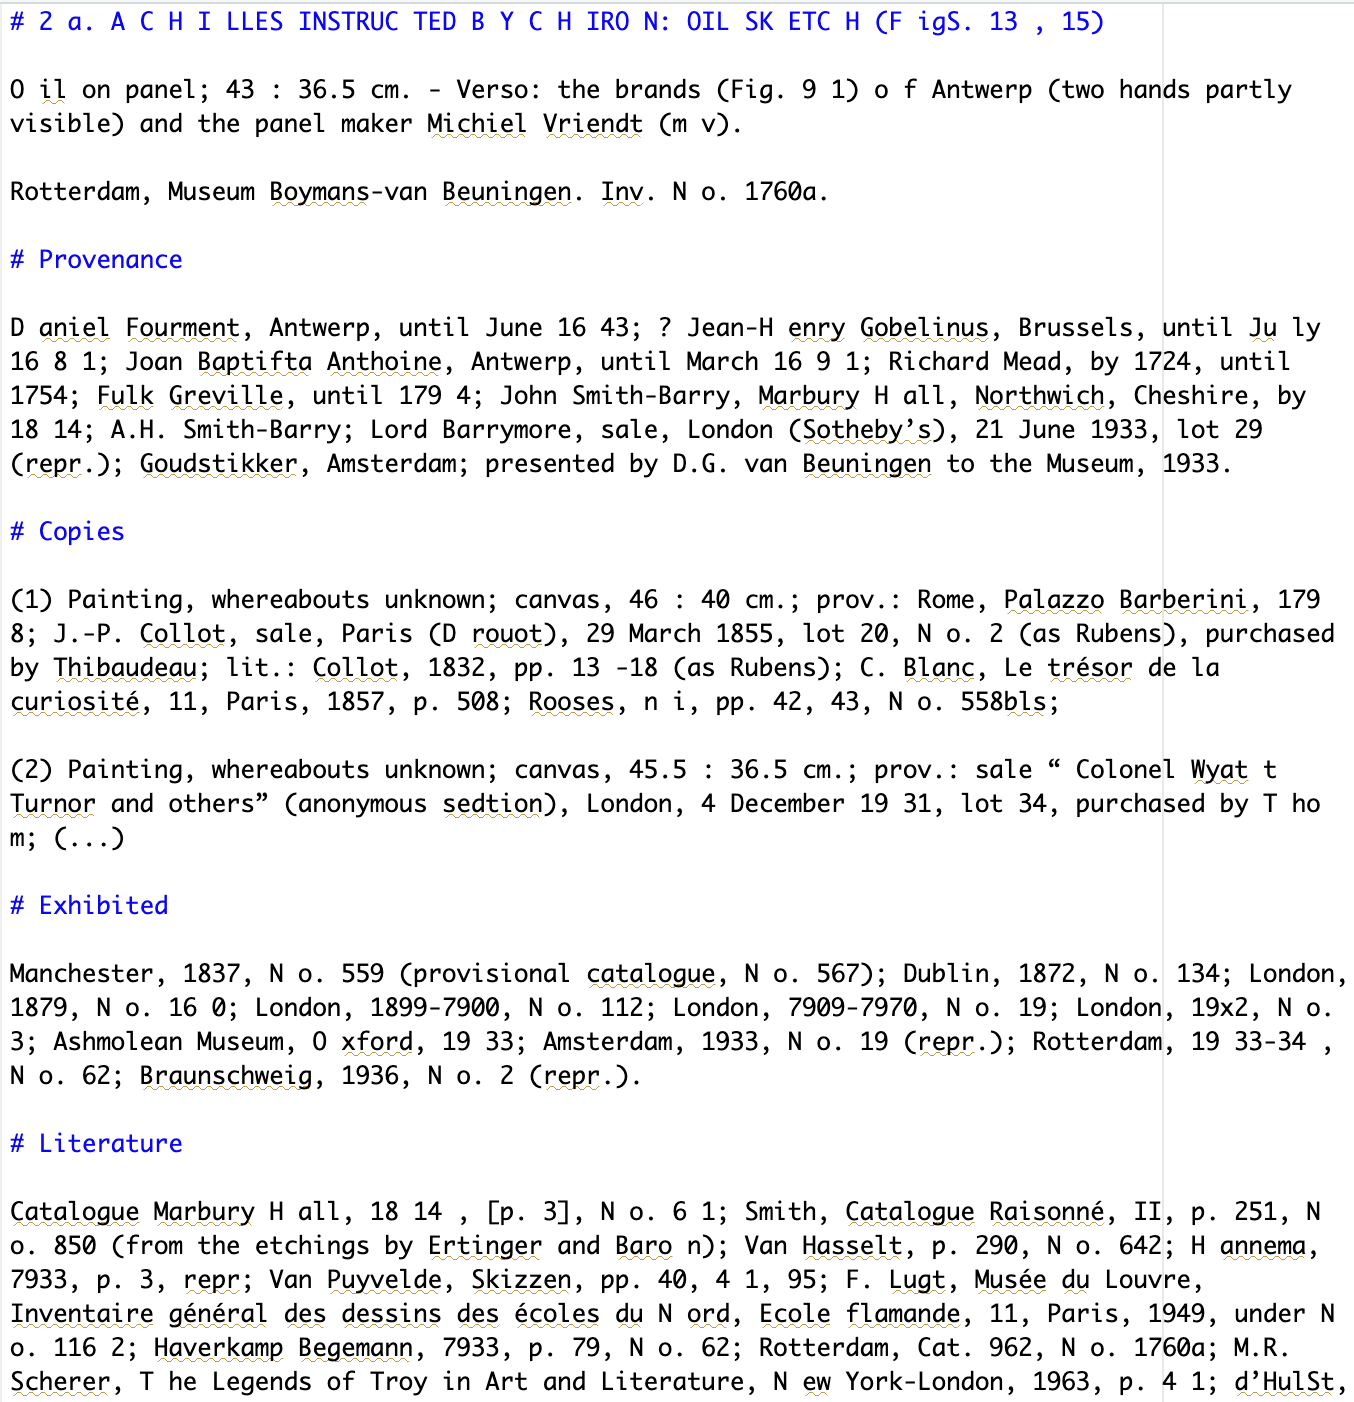 # 2 a. A C H I LLES INSTRUC TED B Y C H IRO N: OIL SK ETC H (F igS. 13 , 15)
O il on panel; 43 : 36.5 cm. - Verso: the brands (Fig. 9 1) o f Antwerp (two hands partly
visible) and the panel maker Michiel Vriendt (m v).
Rotterdam, Museum Boymans-van Beuningen. Inv. N o. 1760a.
# Provenance
D aniel Fourment, Antwerp, until June 16 43; ? Jean-H enry Gobelinus, Brussels, until Ju ly
16 8 1; Joan Baptifta Anthoine, Antwerp, until March 16 9 1; Richard Mead, by 1724, until
1754; Fulk Greville, until 179 4; John Smith-Barry, Marbury H all, Northwich, Cheshire, by
18 14; A.H. Smith-Barry; Lord Barrymore, sale, London (Sotheby’s), 21 June 1933, lot 29
(repr.); Goudstikker, Amsterdam; presented by D.G. van Beuningen to the Museum, 1933.
# Copies
(1) Painting, whereabouts unknown; canvas, 46 : 40 cm.; prov.: Rome, Palazzo Barberini, 179
8; J.-P. Collot, sale, Paris (D rouot), 29 March 1855, lot 20, N o. 2 (as Rubens), purchased
by Thibaudeau; lit.: Collot, 1832, pp. 13 -18 (as Rubens); C. Blanc, Le trésor de la
curiosité, 11, Paris, 1857, p. 508; Rooses, n i, pp. 42, 43, N o. 558bls;
(2) Painting, whereabouts unknown; canvas, 45.5 : 36.5 cm.; prov.: sale “ Colonel Wyat t
Turnor and others” (anonymous sedtion), London, 4 December 19 31, lot 34, purchased by T ho
m; (...)
# Exhibited
Manchester, 1837, N o. 559 (provisional catalogue, N o. 567); Dublin, 1872, N o. 134; London,
1879, N o. 16 0; London, 1899-7900, N o. 112; London, 7909-7970, N o. 19; London, 19x2, N o.
3; Ashmolean Museum, O xford, 19 33; Amsterdam, 1933, N o. 19 (repr.); Rotterdam, 19 33-34 ,
N o. 62; Braunschweig, 1936, N o. 2 (repr.).
# Literature
Catalogue Marbury H all, 18 14 , [p. 3], N o. 6 1; Smith, Catalogue Raisonné, II, p. 251, N
o. 850 (from the etchings by Ertinger and Baro n); Van Hasselt, p. 290, N o. 642; H annema,
7933, p. 3, repr; Van Puyvelde, Skizzen, pp. 40, 4 1, 95; F. Lugt, Musée du Louvre,
Inventaire général des dessins des écoles du N ord, Ecole flamande, 11, Paris, 1949, under N
o. 116 2; Haverkamp Begemann, 7933, p. 79, N o. 62; Rotterdam, Cat. 962, N o. 1760a; M.R.
Scherer, T he Legends of Troy in Art and Literature, N ew York-London, 1963, p. 4 1; d’HulSt,